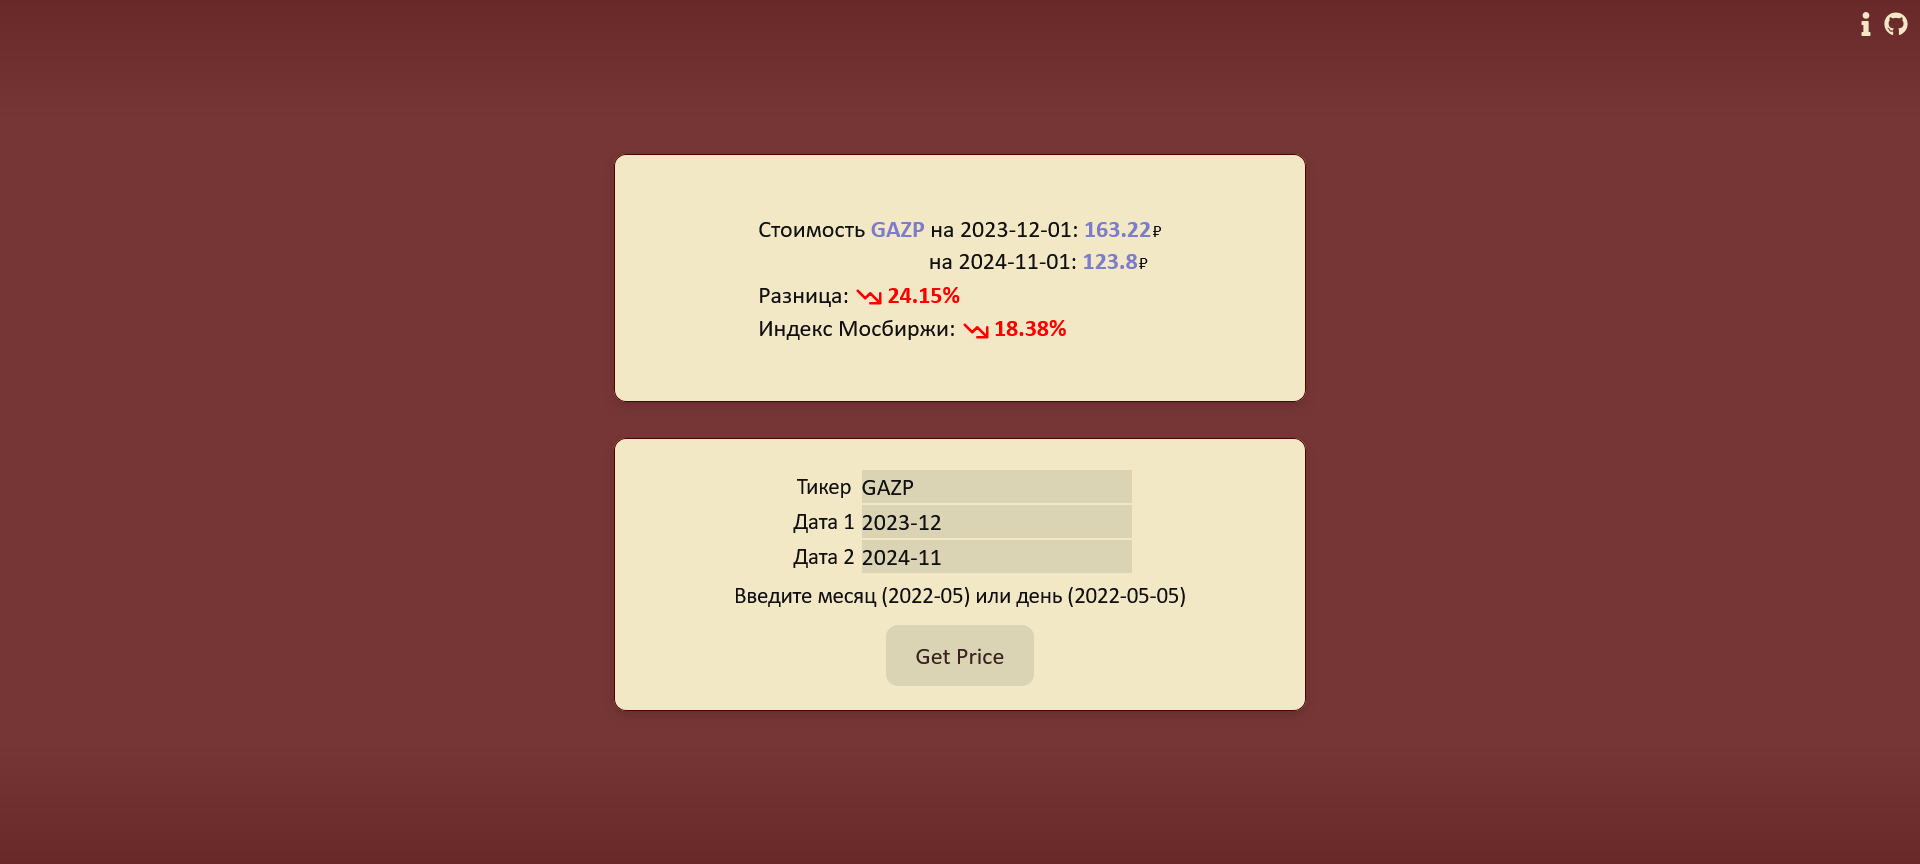 Стоимость GAZP на 2023-12-01: 163.22₽
на 2024-11-01: 123.8₽
Разница: 24.15%
Индекс Мосбиржи: 18.38%
Тикер GAZP
Дата 1 2023-12
Дата 2 2024-11
Введите месяц (2022-05) или день (2022-05-05)
Get Price